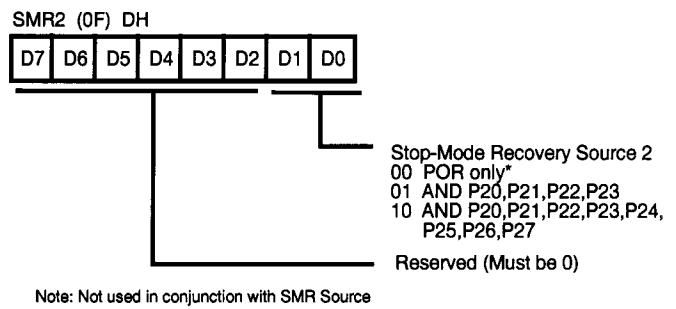 SMR2 (0F) DH
D7 D6 D5 D4 D3 D2 D1 D0
Stop-Mode Recovery Source 2
00 POR only*
01 AND P20,P21,P22,P23
10 AND P20,P21,P22,P23,P24,
P25,P26,P27
Reserved (Must be 0)
Note: Not used in conjunction with SMR Source